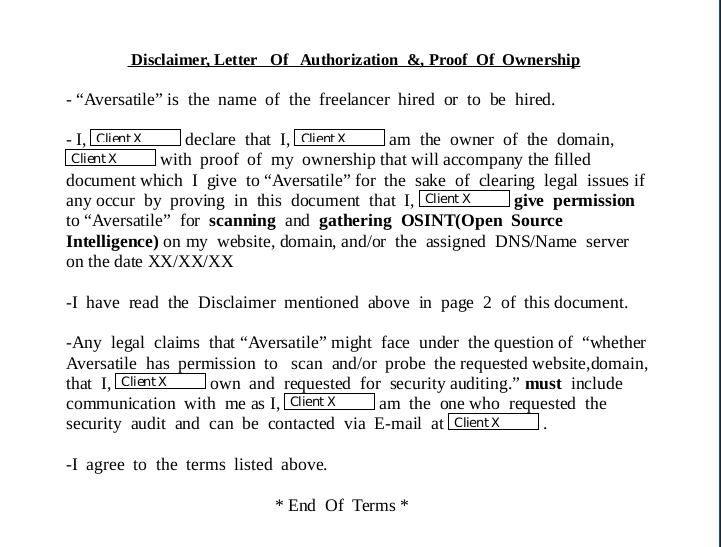 Disclaimer, Letter Of Authorization &, Proof Of Ownership
- “Aversatile” is the name of the freelancer hired or to be hired.
- I, Client X declare that I, Client X am the owner of the domain,
Client X with proof of my ownership that will accompany the filled
document which I give to “Aversatile” for the sake of clearing legal issues if
any occur by proving in this document that I, Client X give permission
to “Aversatile” for scanning and gathering OSINT(Open Source
Intelligence) on my website, domain, and/or the assigned DNS/Name server
on the date XX/XX/XX
-I have read the Disclaimer mentioned above in page 2 of this document.
-Any legal claims that “Aversatile” might face under the question of “whether
Aversatile has permission to scan and/or probe the requested website,domain,
that I, Client X own and requested for security auditing.” must include
communication with me as I, Client X am the one who requested the
security audit and can be contacted via E-mail at Client X .
-I agree to the terms listed above.
* End Of Terms *